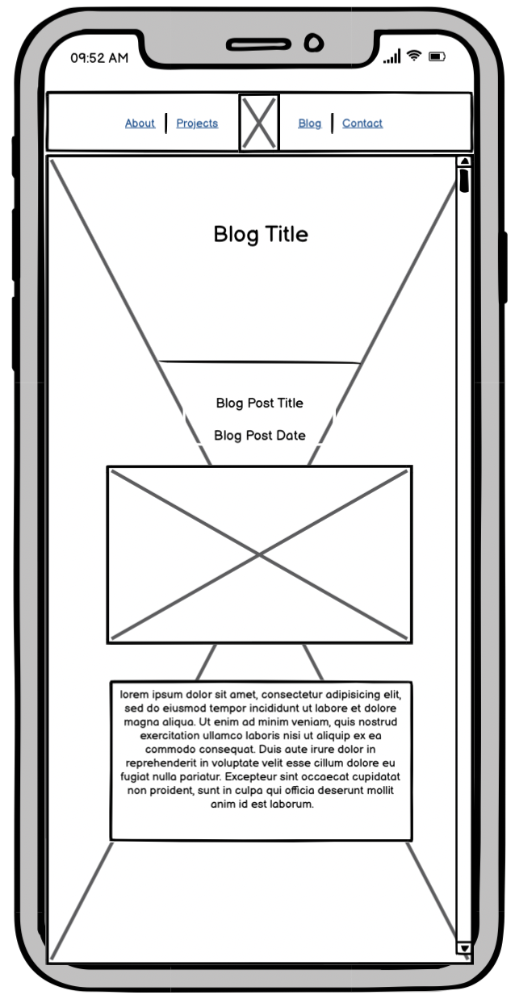 09:52 AM
About | Projects Blog | Contact
Blog Title
Blog Post Title
Blog Post Date
lorem ipsum dolor sit amet, consectetur adipisicing elit,
sed do eiusmod tempor incididunt ut labore et dolore
magna aliqua. Ut enim ad minim veniam, quis nostrud
exercitation ullamco laboris nisi ut aliquip ex ea
commodo consequat. Duis aute irure dolor in
reprehenderit in voluptate velit esse cillum dolore eu
fugiat nulla pariatur. Excepteur sint occaecat cupidatat
non proident, sunt in culpa qui officia deserunt mollit
anim id est laborum.